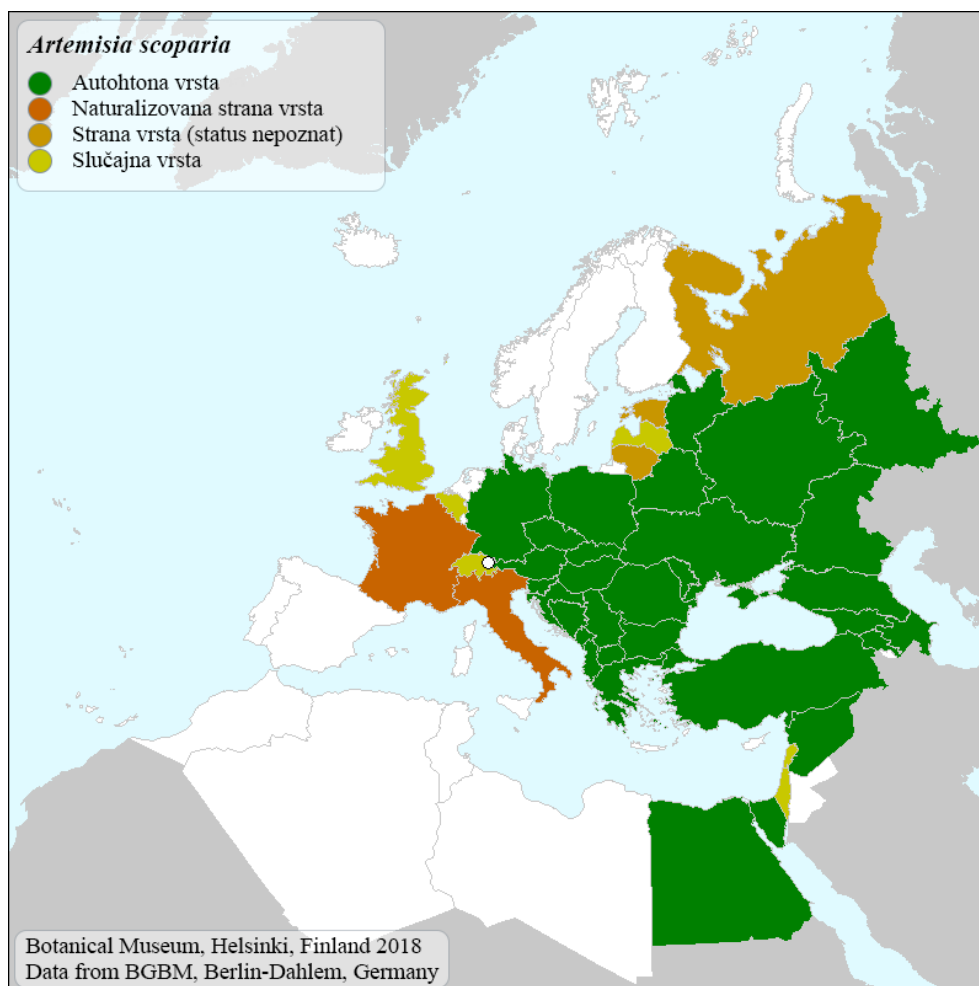 Artemisia scoparia
Autohtona vrsta
Naturalizovana strana vrsta
Strana vrsta (status nepoznat)
Slučajna vrsta
Botanical Museum, Helsinki, Finland 2018
Data from BGBM, Berlin-Dahlem, Germany